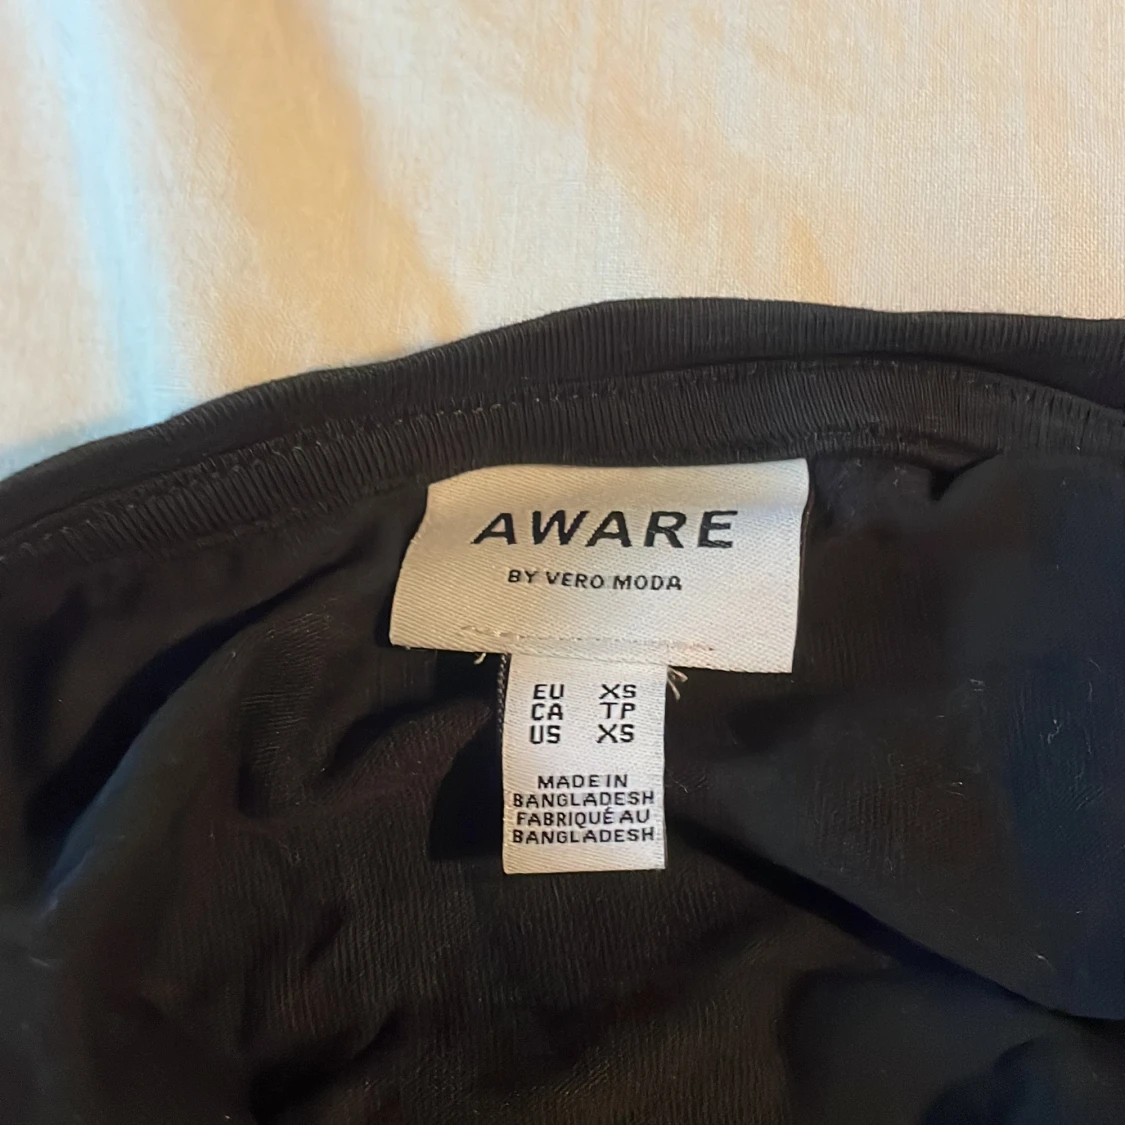 AWARE
BY VERO MODA
EU XS
CA TP
US XS
MADE IN
BANGLADESH
FABRIQUÉ AU
BANGLADESH